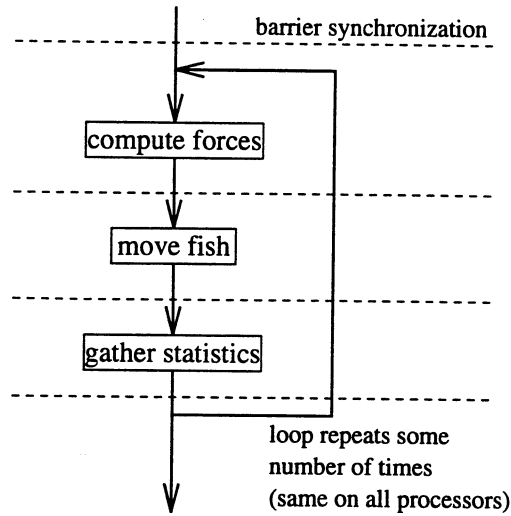 barrier synchronization
compute forces
move fish
gather statistics
loop repeats some
number of times
(same on all processors)